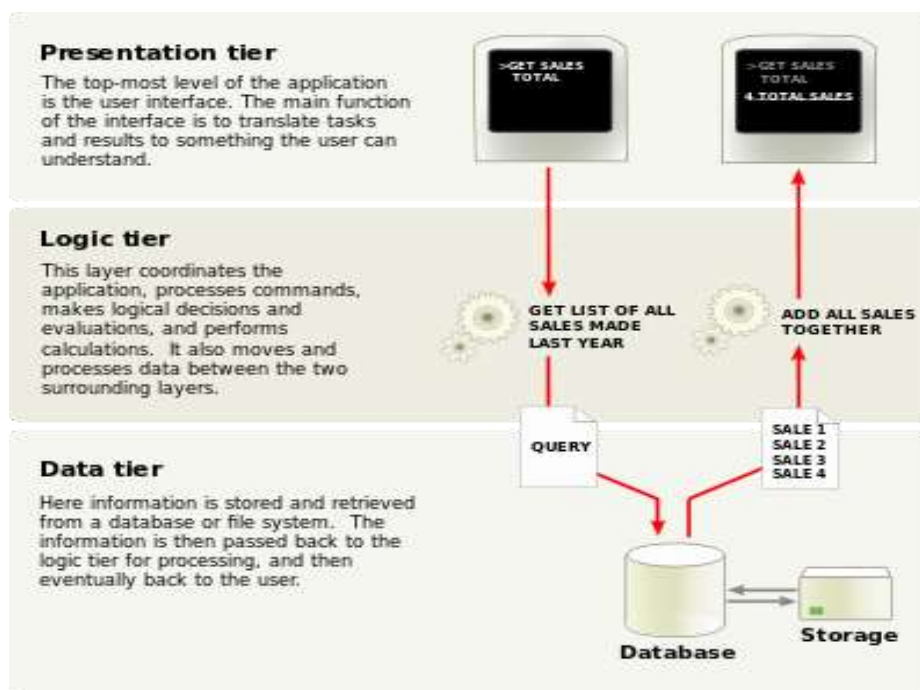 Presentation tier
The top-most level of the application
is the user interface. The main function
of the interface is to translate tasks
and results to something the user can
understand.
>GET SALES
TOTAL
>GET SALES
TOTAL
4 TOTAL SALES
Logic tier
This layer coordinates the
application, processes commands,
makes logical decisions and
evaluations, and performs
calculations. It also moves and
processes data between the two
surrounding layers.
GET LIST OF ALL
SALES MADE
LAST YEAR
ADD ALL SALES
TOGETHER
Data tier
Here information is stored and retrieved
from a database or file system. The
information is then passed back to the
logic tier for processing, and then
eventually back to the user.
QUERY
SALE 1
SALE 2
SALE 3
SALE 4
Database
Storage